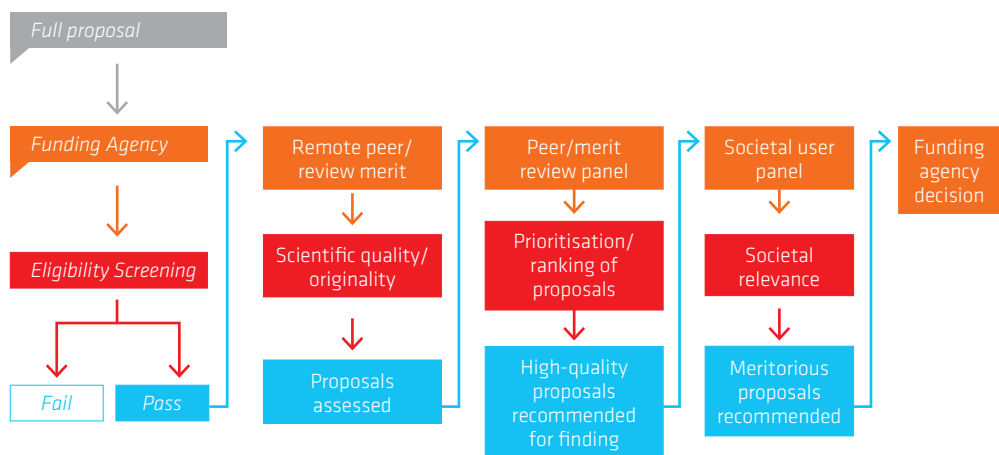 Full proposal
Funding Agency
Eligibility Screening
Fail
Pass
Remote peer/
review merit
Scientific quality/
originality
Proposals
assessed
Peer/merit
review panel
Prioritisation/
ranking of
proposals
High-quality
proposals
recommended
for finding
Societal user
panel
Societal
relevance
Meritorious
proposals
recommended
Funding
agency
decision